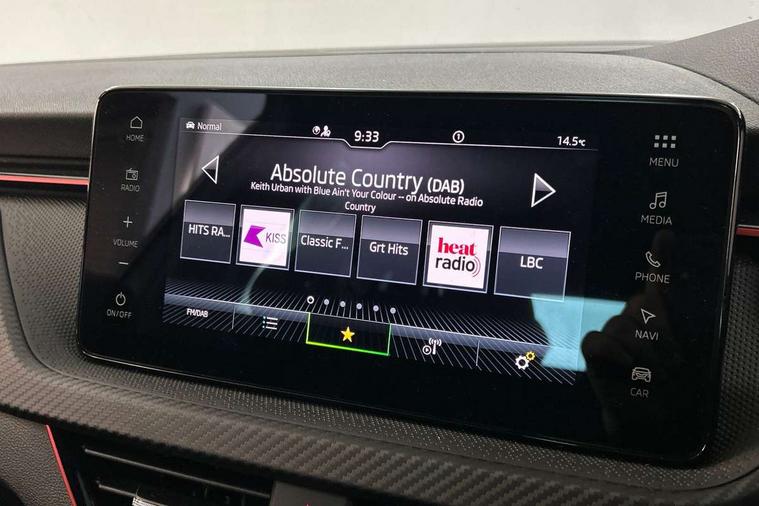 HOME
RADIO
+
VOLUME
−
ON/OFF
Normal
9:33
1
14.5°C
Absolute Country (DAB)
Keith Urban with Blue Ain't Your Colour -- on Absolute Radio
Country
HITS RA...
KISS
Classic F...
Grt Hits
heat
radio
LBC
FM/DAB
MENU
MEDIA
PHONE
NAVI
CAR